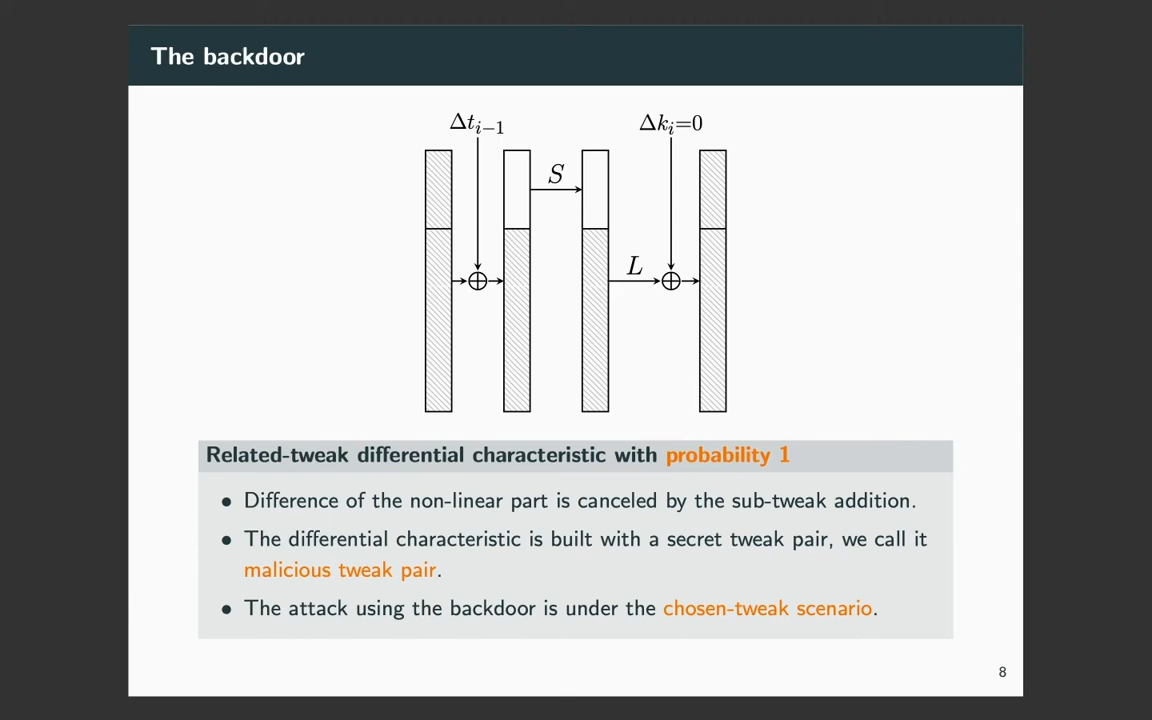 The backdoor
Δt_{i−1} Δk_i=0
S
L
Related-tweak differential characteristic with probability 1
• Difference of the non-linear part is canceled by the sub-tweak addition.
• The differential characteristic is built with a secret tweak pair, we call it
malicious tweak pair.
• The attack using the backdoor is under the chosen-tweak scenario.
8